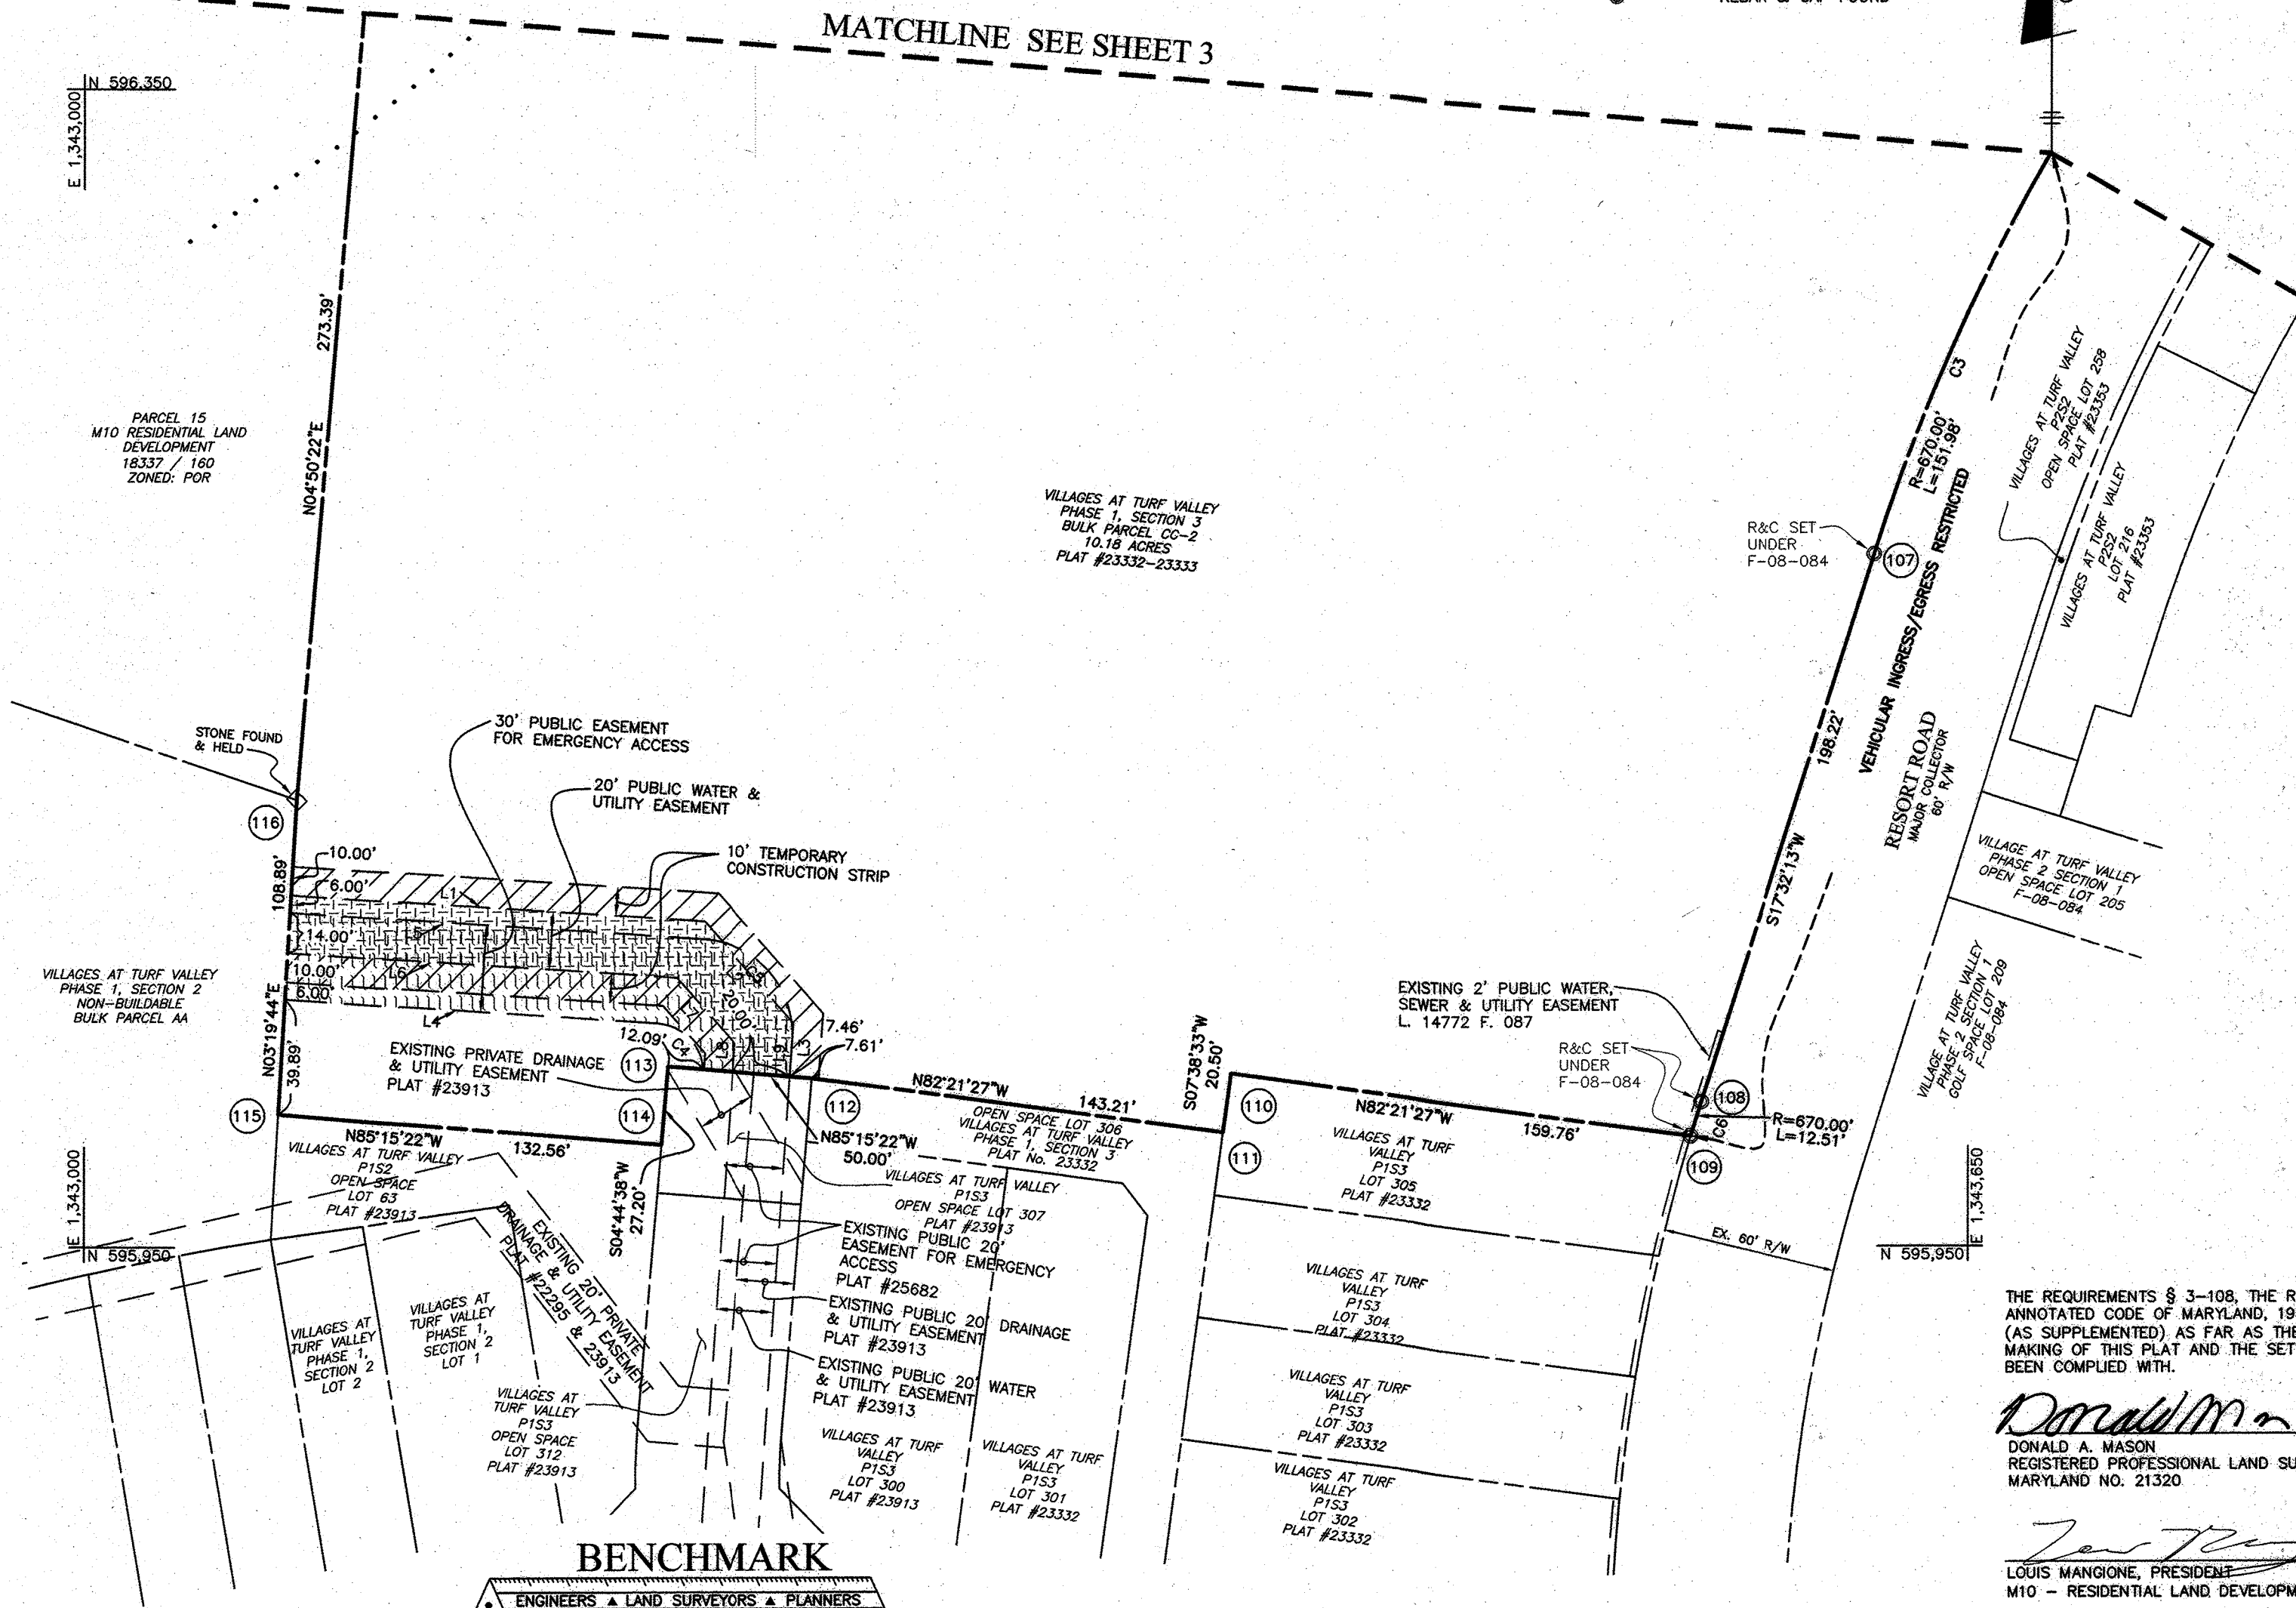 MATCHLINE SEE SHEET 3
N 596,350
E 1,343,000
273.39'
N04°50'22"E
PARCEL 15
M10 RESIDENTIAL LAND
DEVELOPMENT
18337 / 160
ZONED: POR
VILLAGES AT TURF VALLEY
PHASE 1, SECTION 3
BULK PARCEL CC-2
10.18 ACRES
PLAT #23332-23333
C3
R=670.00'
L=151.98'
VEHICULAR INGRESS/EGRESS RESTRICTED
VILLAGES AT TURF VALLEY
P2S2
OPEN SPACE LOT 258
PLAT #23353
VILLAGES AT TURF VALLEY
P2S2
LOT 216
PLAT #23353
R&C SET
UNDER
F-08-084
107
198.22'
S17°32'13"W
RESORT ROAD
MAJOR COLLECTOR
60' R/W
VILLAGE AT TURF VALLEY
PHASE 2 SECTION 1
OPEN SPACE LOT 205
F-08-084
VILLAGE AT TURF VALLEY
PHASE 2 SECTION 1
GOLF SPACE LOT 209
F-08-084
STONE FOUND
& HELD
116
30' PUBLIC EASEMENT
FOR EMERGENCY ACCESS
20' PUBLIC WATER &
UTILITY EASEMENT
10' TEMPORARY
CONSTRUCTION STRIP
108.89'
10.00'
6.00'
L1
14.00'
L5
10.00'
L6
6.00'
L4
N03°19'44"E
39.89'
VILLAGES AT TURF VALLEY
PHASE 1, SECTION 2
NON-BUILDABLE
BULK PARCEL AA
12.09'
C4
20.00'
L3
7.46'
7.61'
EXISTING PRIVATE DRAINAGE
& UTILITY EASEMENT
PLAT #23913
113
114
115
112
N82°21'27"W
143.21'
S07°38'33"W
20.50'
110
111
N82°21'27"W
159.76'
EXISTING 2' PUBLIC WATER,
SEWER & UTILITY EASEMENT
L. 14772 F. 087
R&C SET
UNDER
F-08-084
108
C6
R=670.00'
L=12.51'
109
N85°15'22"W
132.56'
VILLAGES AT TURF VALLEY
P1S2
OPEN SPACE
LOT 63
PLAT #23913
S04°44'38"W
27.20'
N85°15'22"W
50.00'
OPEN SPACE LOT 306
VILLAGES AT TURF VALLEY
PHASE 1, SECTION 3
PLAT No. 23332
VILLAGES AT TURF VALLEY
P1S3
OPEN SPACE LOT 307
PLAT #23913
EXISTING PUBLIC 20'
EASEMENT FOR EMERGENCY
ACCESS
PLAT #25682
EXISTING PUBLIC 20' DRAINAGE
& UTILITY EASEMENT
PLAT #23913
EXISTING PUBLIC 20' WATER
& UTILITY EASEMENT
PLAT #23913
EXISTING 20' PRIVATE
DRAINAGE & UTILITY EASEMENT
PLAT #22295 & 23913
E 1,343,000
N 595,950
VILLAGES AT
TURF VALLEY
PHASE 1,
SECTION 2
LOT 2
VILLAGES AT
TURF VALLEY
PHASE 1,
SECTION 2
LOT 1
VILLAGES AT
TURF VALLEY
P1S3
OPEN SPACE
LOT 312
PLAT #23913
VILLAGES AT TURF
VALLEY
P1S3
LOT 300
PLAT #23913
VILLAGES AT TURF
VALLEY
P1S3
LOT 301
PLAT #23332
VILLAGES AT TURF
VALLEY
P1S3
LOT 305
PLAT #23332
VILLAGES AT TURF
VALLEY
P1S3
LOT 304
PLAT #23332
VILLAGES AT TURF
VALLEY
P1S3
LOT 303
PLAT #23332
VILLAGES AT TURF
VALLEY
P1S3
LOT 302
PLAT #23332
EX. 60' R/W
E 1,343,650
N 595,950
THE REQUIREMENTS § 3-108, THE R
ANNOTATED CODE OF MARYLAND, 19
(AS SUPPLEMENTED) AS FAR AS THE
MAKING OF THIS PLAT AND THE SET
BEEN COMPLIED WITH.
DONALD A. MASON
REGISTERED PROFESSIONAL LAND SU
MARYLAND NO. 21320
LOUIS MANGIONE, PRESIDENT
M10 - RESIDENTIAL LAND DEVELOPM
BENCHMARK
ENGINEERS ▲ LAND SURVEYORS ▲ PLANNERS